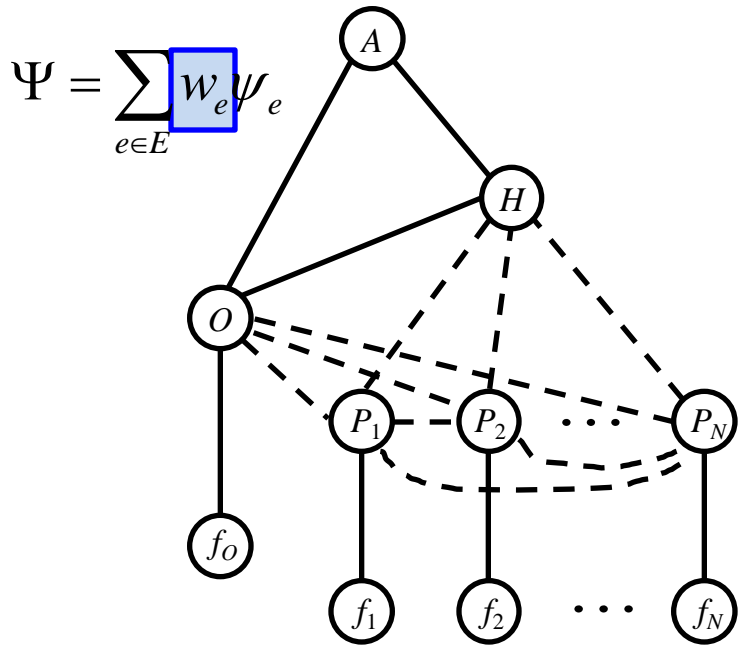 A
Ψ = ∑ w_e ψ_e
e∈E
H
O
P_1 P_2 ... P_N
f_O
f_1 f_2 ... f_N